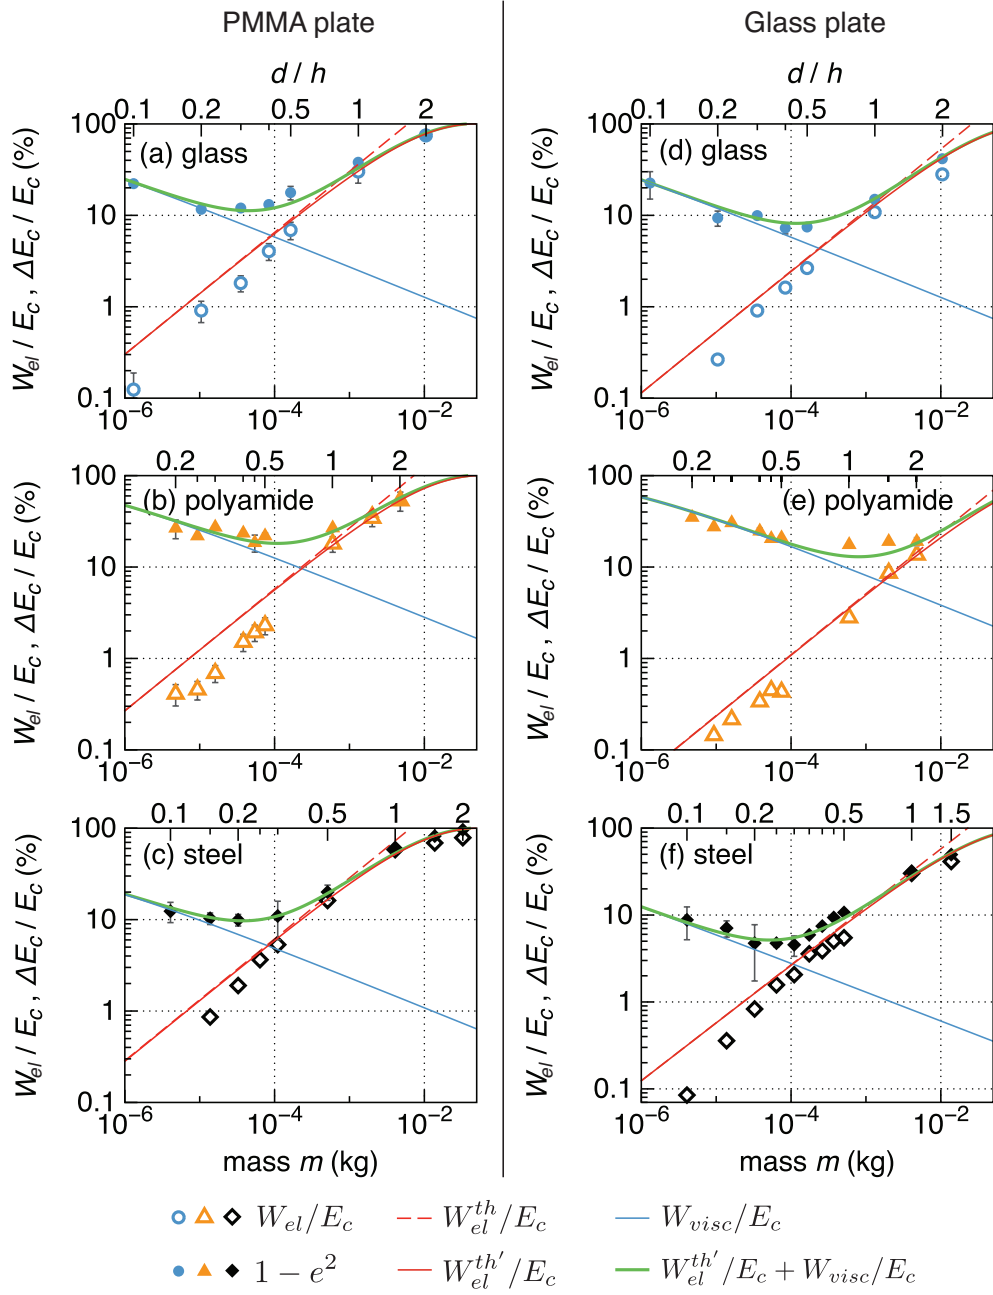 PMMA plate
Glass plate
d / h
d / h
0.1 0.2 0.5 1 2
0.1 0.2 0.5 1 2
W_el / E_c , ΔE_c / E_c (%)
100
10
1
0.1
(a) glass
10⁻⁶ 10⁻⁴ 10⁻²
W_el / E_c , ΔE_c / E_c (%)
100
10
1
0.1
(d) glass
10⁻⁶ 10⁻⁴ 10⁻²
0.2 0.5 1 2
W_el / E_c , ΔE_c / E_c (%)
100
10
1
0.1
(b) polyamide
10⁻⁶ 10⁻⁴ 10⁻²
0.2 0.5 1 2
W_el / E_c , ΔE_c / E_c (%)
100
10
1
0.1
(e) polyamide
10⁻⁶ 10⁻⁴ 10⁻²
0.1 0.2 0.5 1 2
W_el / E_c , ΔE_c / E_c (%)
100
10
1
0.1
(c) steel
10⁻⁶ 10⁻⁴ 10⁻²
mass m (kg)
0.1 0.2 0.5 1 1.5
W_el / E_c , ΔE_c / E_c (%)
100
10
1
0.1
(f) steel
10⁻⁶ 10⁻⁴ 10⁻²
mass m (kg)
W_el/E_c
W_el^th/E_c
W_visc/E_c
1 − e²
W_el^th′/E_c
W_el^th′/E_c + W_visc/E_c